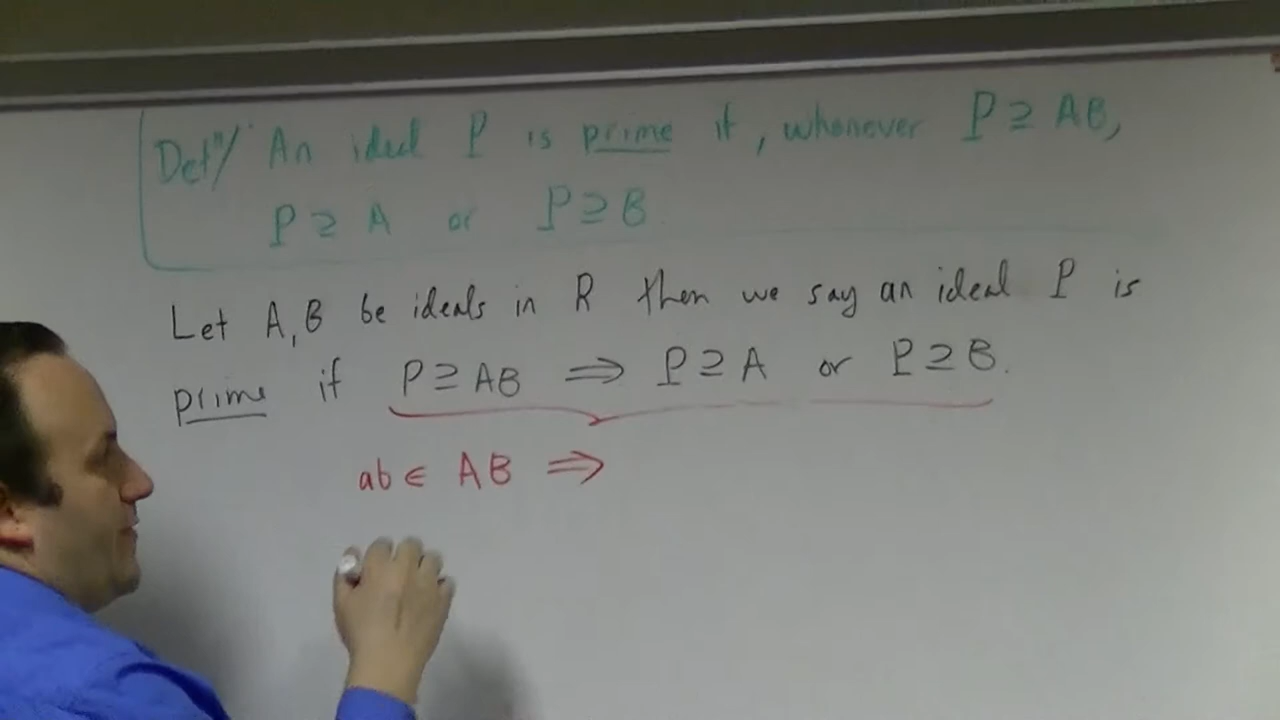 Defⁿ/ An ideal P is prime if, whenever P ⊇ AB,
P ⊇ A or P ⊇ B.
Let A, B be ideals in R then we say an ideal P is
prime if P ⊇ AB ⇒ P ⊇ A or P ⊇ B.
ab ∈ AB ⇒